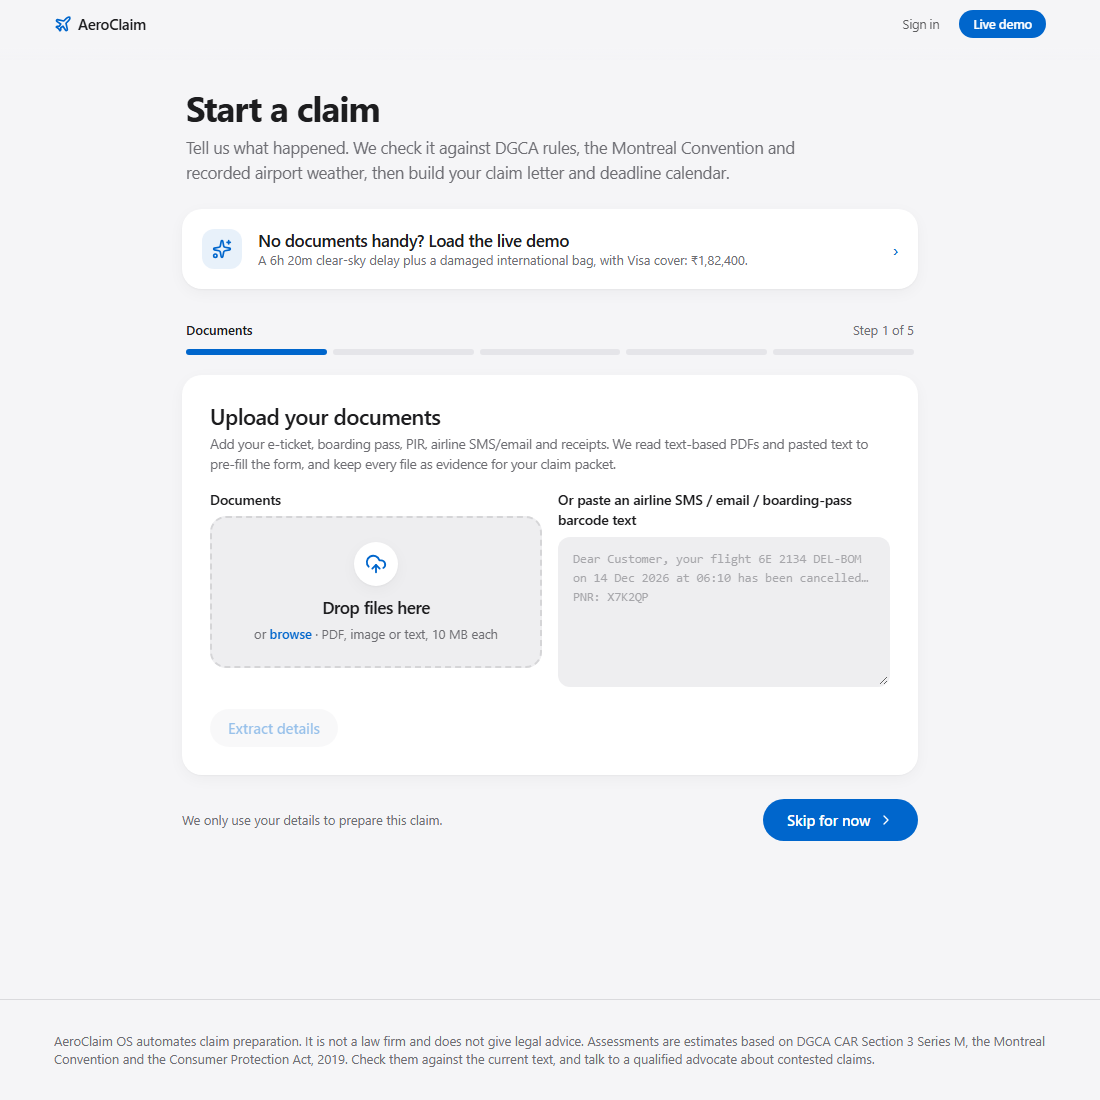 AeroClaim
Sign in
Live demo
Start a claim
Tell us what happened. We check it against DGCA rules, the Montreal Convention and
recorded airport weather, then build your claim letter and deadline calendar.
No documents handy? Load the live demo
A 6h 20m clear-sky delay plus a damaged international bag, with Visa cover: ₹1,82,400.
Documents
Step 1 of 5
Upload your documents
Add your e-ticket, boarding pass, PIR, airline SMS/email and receipts. We read text-based PDFs and pasted text to
pre-fill the form, and keep every file as evidence for your claim packet.
Documents
Drop files here
or browse · PDF, image or text, 10 MB each
Or paste an airline SMS / email / boarding-pass
barcode text
Dear Customer, your flight 6E 2134 DEL-BOM
on 14 Dec 2026 at 06:10 has been cancelled…
PNR: X7K2QP
Extract details
We only use your details to prepare this claim.
Skip for now
AeroClaim OS automates claim preparation. It is not a law firm and does not give legal advice. Assessments are estimates based on DGCA CAR Section 3 Series M, the Montreal
Convention and the Consumer Protection Act, 2019. Check them against the current text, and talk to a qualified advocate about contested claims.